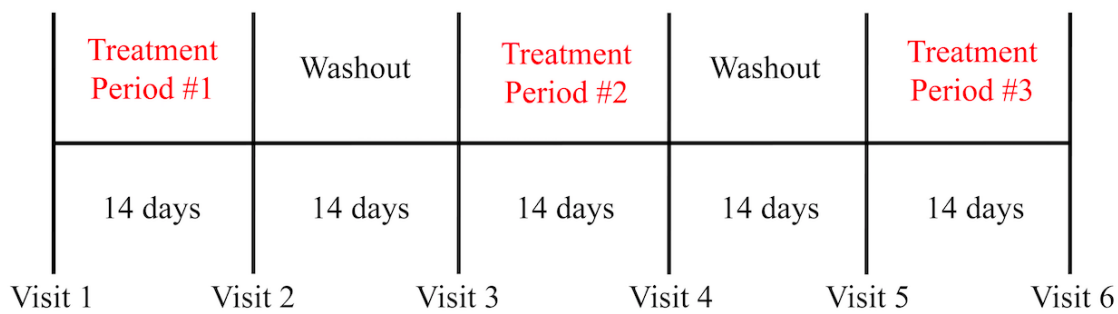 Treatment
Period #1
Washout
Treatment
Period #2
Washout
Treatment
Period #3
14 days
14 days
14 days
14 days
14 days
Visit 1
Visit 2
Visit 3
Visit 4
Visit 5
Visit 6